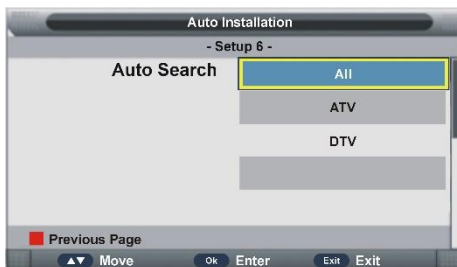 Auto Installation
- Setup 6 -
Auto Search
All
ATV
DTV
Previous Page
▲▼ Move Ok Enter Exit Exit